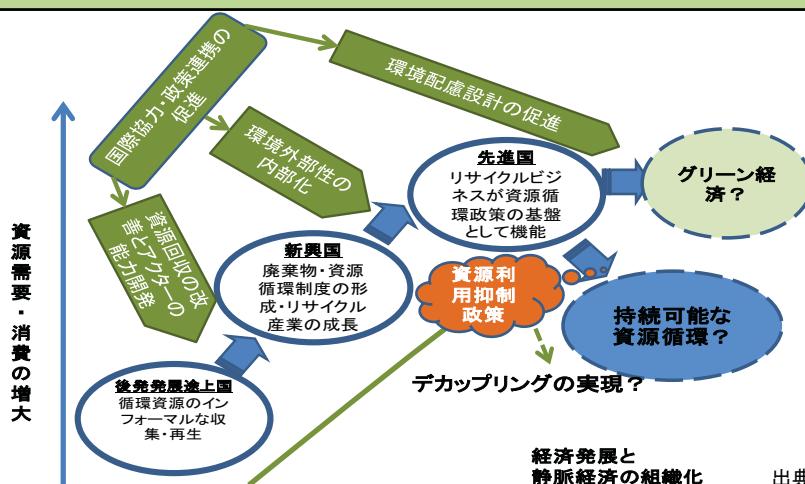 国際協力・政策連携の
促進
環境配慮設計の促進
環境外部性の
内部化
資源回収の改
善とアクターの
能力開発
先進国
リサイクルビジ
ネスが資源循
環政策の基盤
として機能
グリーン経
済？
新興国
廃棄物・資源
循環制度の形
成・リサイクル
産業の成長
資源利
用抑制
政策
持続可能な
資源循環？
資源需要・消費の増大
後発発展途上国
循環資源のイン
フォーマルな収
集・再生
デカップリングの実現？
経済発展と
静脈経済の組織化
出典